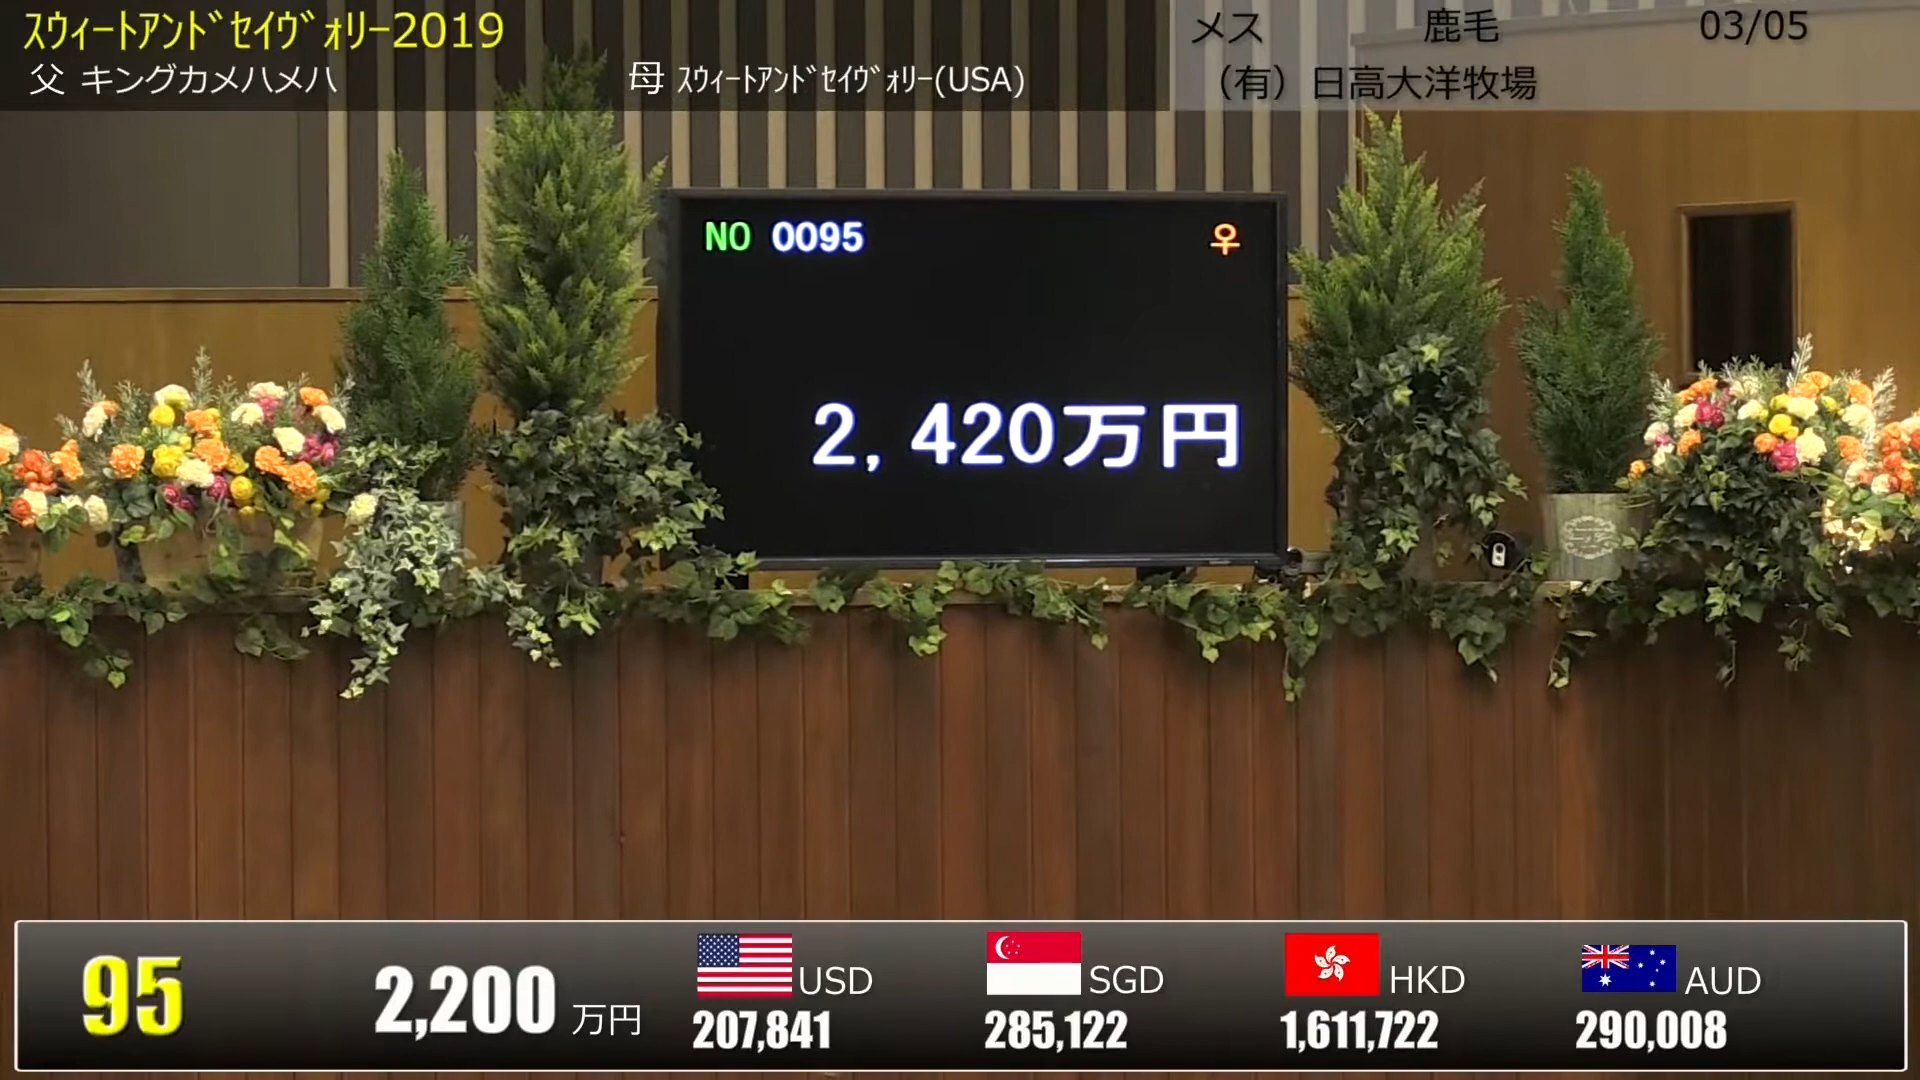 ｽｳｨｰﾄｱﾝﾄﾞｾｲｳﾞｫﾘｰ2019
父 キングカメハメハ
母 ｽｳｨｰﾄｱﾝﾄﾞｾｲｳﾞｫﾘｰ(USA)
メス 鹿毛 03/05
（有）日高大洋牧場
NO 0095 ♀
2,420万円
95 2,200 万円
USD 207,841
SGD 285,122
HKD 1,611,722
AUD 290,008